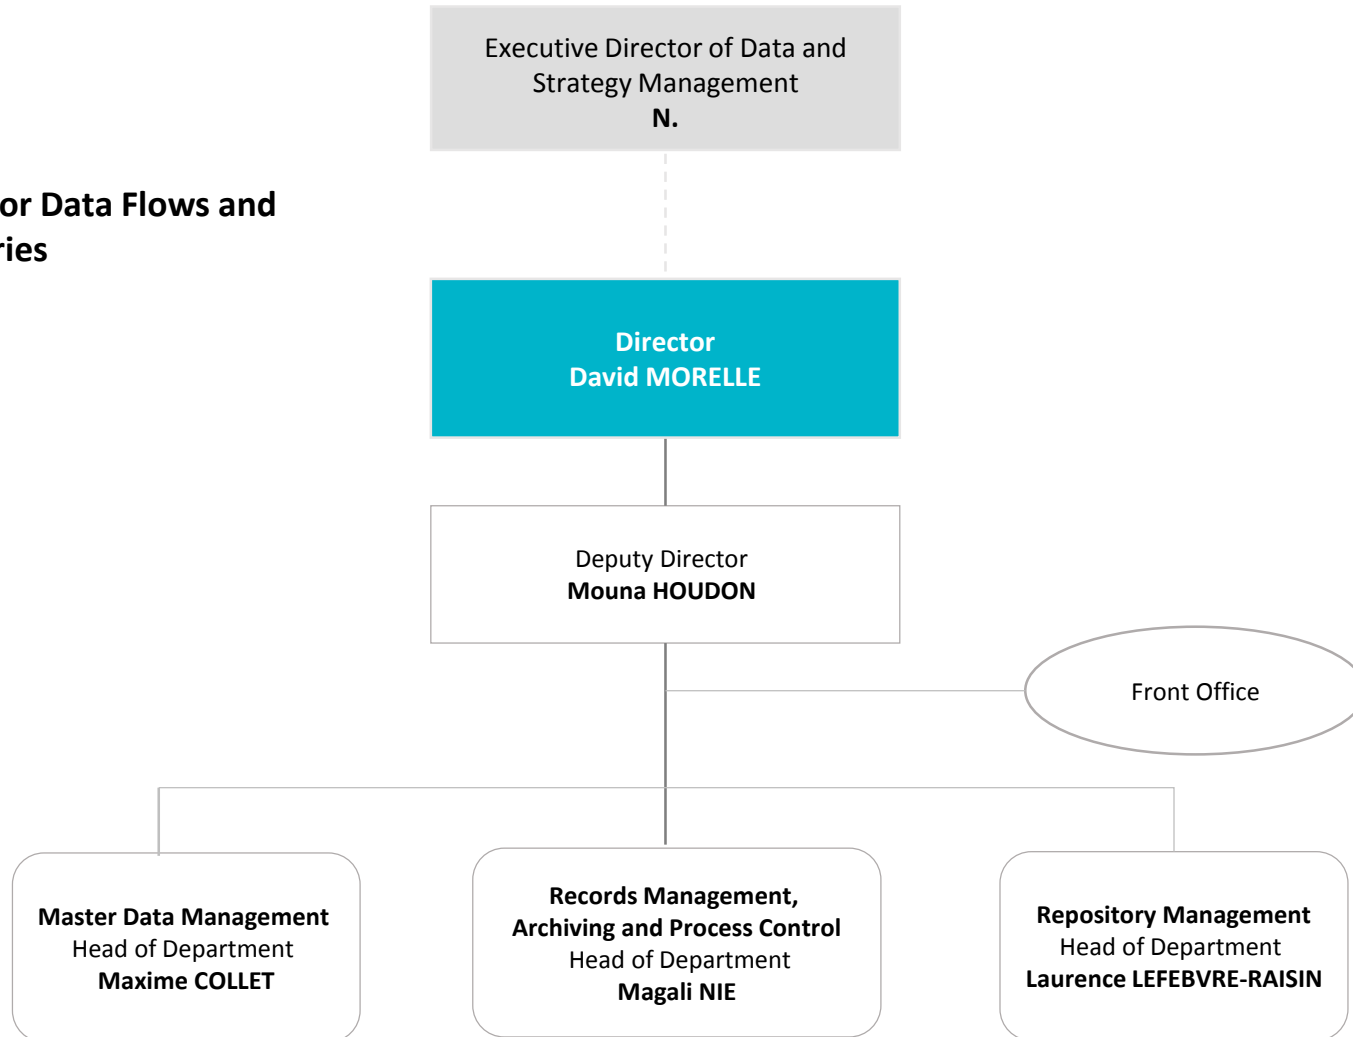 Executive Director of Data and
Strategy Management
N.
or Data Flows and
ries
Director
David MORELLE
Deputy Director
Mouna HOUDON
Front Office
Master Data Management
Head of Department
Maxime COLLET
Records Management,
Archiving and Process Control
Head of Department
Magali NIE
Repository Management
Head of Department
Laurence LEFEBVRE-RAISIN